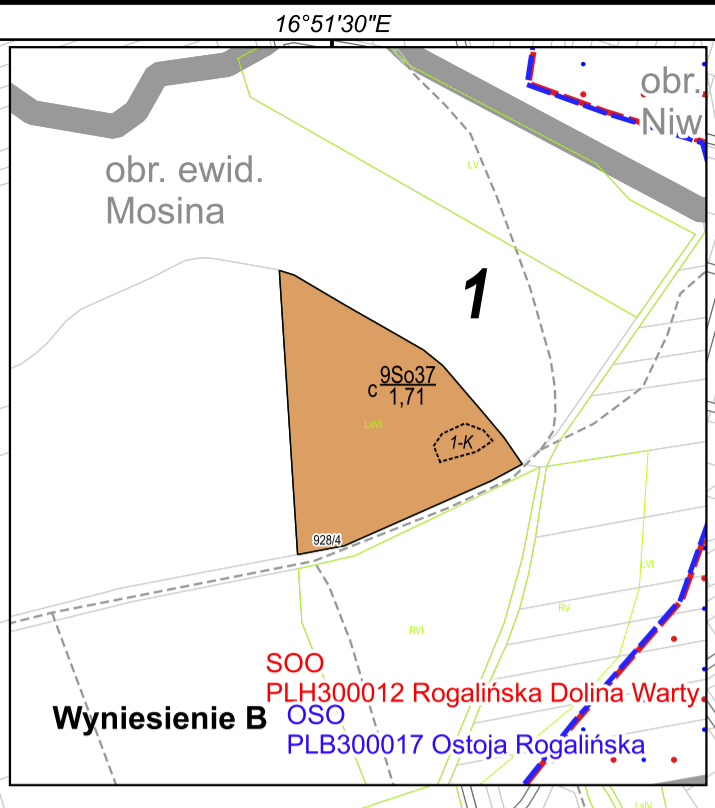 16°51'30"E
obr.
Niw
obr. ewid.
Mosina
LV
1
c 9So37
1,71
LsVI
1-K
928/4
LVI
RV
RVI
SOO
PLH300012 Rogalińska Dolina Warty
Wyniesienie B
OSO
PLB300017 Ostoja Rogalińska
LsIV